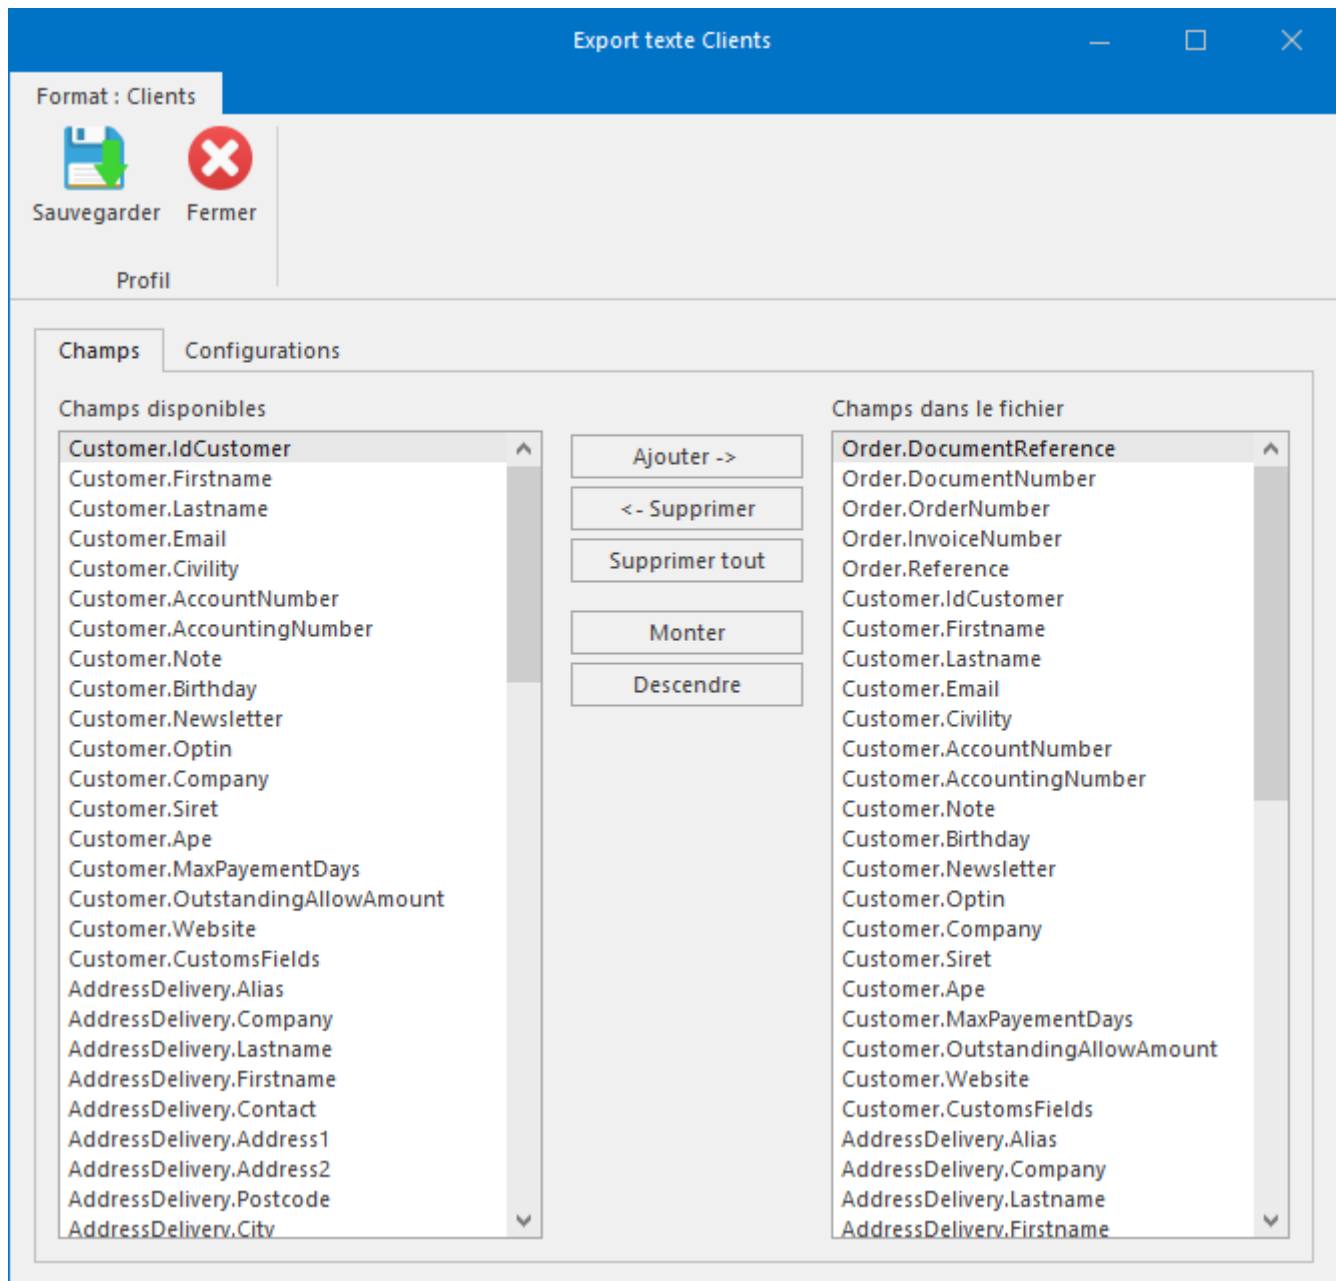 Export texte Clients
Format : Clients
Sauvegarder
Fermer
Profil
Champs
Configurations
Champs disponibles
Customer.IdCustomer
Customer.Firstname
Customer.Lastname
Customer.Email
Customer.Civility
Customer.AccountNumber
Customer.AccountingNumber
Customer.Note
Customer.Birthday
Customer.Newsletter
Customer.Optin
Customer.Company
Customer.Siret
Customer.Ape
Customer.MaxPayementDays
Customer.OutstandingAllowAmount
Customer.Website
Customer.CustomsFields
AddressDelivery.Alias
AddressDelivery.Company
AddressDelivery.Lastname
AddressDelivery.Firstname
AddressDelivery.Contact
AddressDelivery.Address1
AddressDelivery.Address2
AddressDelivery.Postcode
AddressDelivery.City
Ajouter ->
<- Supprimer
Supprimer tout
Monter
Descendre
Champs dans le fichier
Order.DocumentReference
Order.DocumentNumber
Order.OrderNumber
Order.InvoiceNumber
Order.Reference
Customer.IdCustomer
Customer.Firstname
Customer.Lastname
Customer.Email
Customer.Civility
Customer.AccountNumber
Customer.AccountingNumber
Customer.Note
Customer.Birthday
Customer.Newsletter
Customer.Optin
Customer.Company
Customer.Siret
Customer.Ape
Customer.MaxPayementDays
Customer.OutstandingAllowAmount
Customer.Website
Customer.CustomsFields
AddressDelivery.Alias
AddressDelivery.Company
AddressDelivery.Lastname
AddressDelivery.Firstname